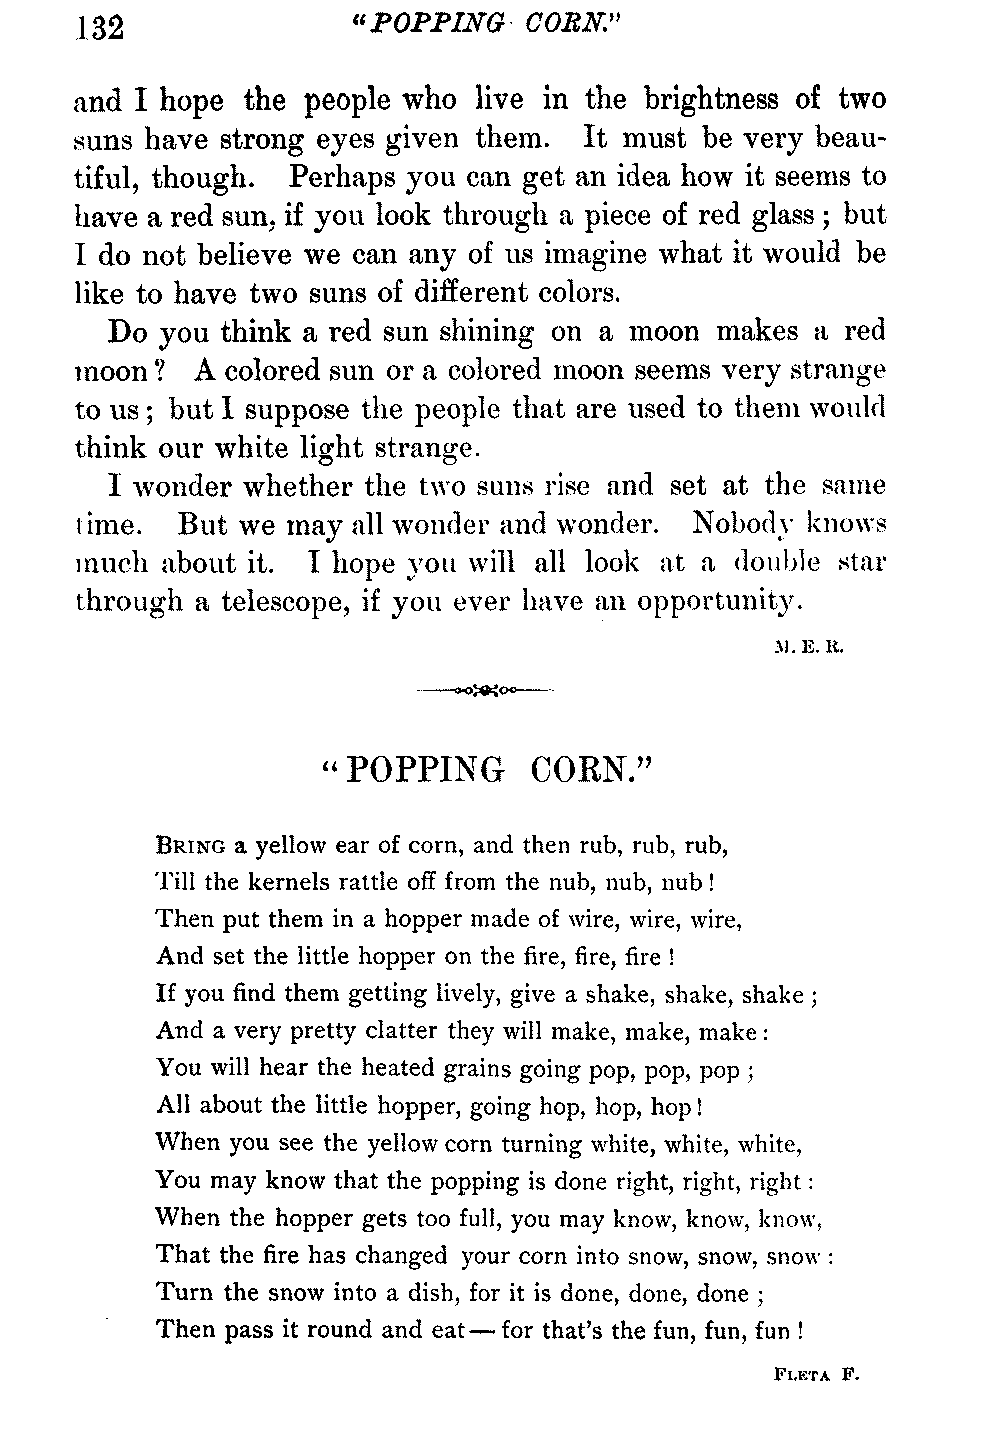 132 "POPPING CORN."
and I hope the people who live in the brightness of two
suns have strong eyes given them. It must be very beau-
tiful, though. Perhaps you can get an idea how it seems to
have a red sun, if you look through a piece of red glass; but
I do not believe we can any of us imagine what it would be
like to have two suns of different colors.
Do you think a red sun shining on a moon makes a red
moon? A colored sun or a colored moon seems very strange
to us; but I suppose the people that are used to them would
think our white light strange.
I wonder whether the two suns rise and set at the same
time. But we may all wonder and wonder. Nobody knows
much about it. I hope you will all look at a double star
through a telescope, if you ever have an opportunity.
M. E. R.
"POPPING CORN."
BRING a yellow ear of corn, and then rub, rub, rub,
Till the kernels rattle off from the nub, nub, nub!
Then put them in a hopper made of wire, wire, wire,
And set the little hopper on the fire, fire, fire!
If you find them getting lively, give a shake, shake, shake;
And a very pretty clatter they will make, make, make:
You will hear the heated grains going pop, pop, pop;
All about the little hopper, going hop, hop, hop!
When you see the yellow corn turning white, white, white,
You may know that the popping is done right, right, right:
When the hopper gets too full, you may know, know, know,
That the fire has changed your corn into snow, snow, snow:
Turn the snow into a dish, for it is done, done, done;
Then pass it round and eat—for that's the fun, fun, fun!
FLETA F.